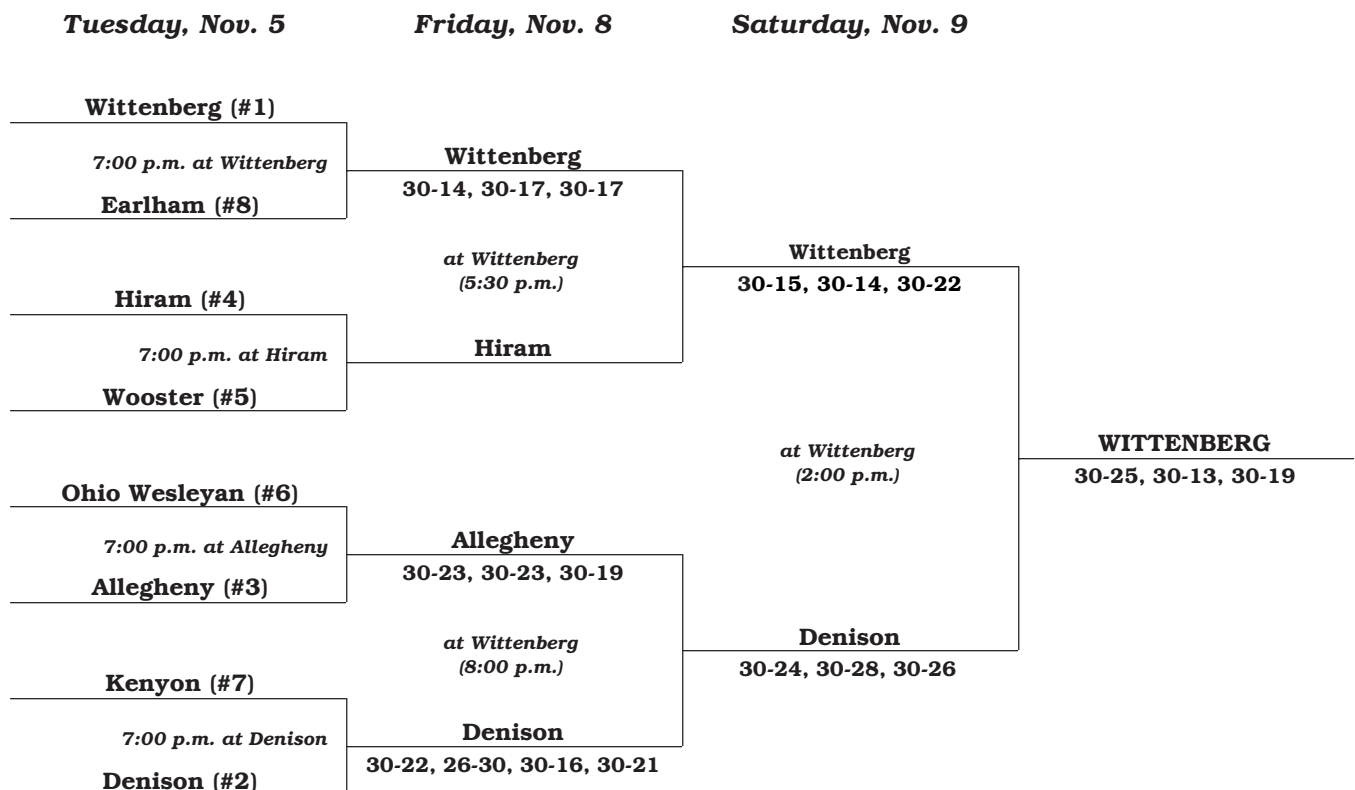 Tuesday, Nov. 5 Friday, Nov. 8 Saturday, Nov. 9
Wittenberg (#1)
7:00 p.m. at Wittenberg
Earlham (#8)
Hiram (#4)
7:00 p.m. at Hiram
Wooster (#5)
Ohio Wesleyan (#6)
7:00 p.m. at Allegheny
Allegheny (#3)
Kenyon (#7)
7:00 p.m. at Denison
Denison (#2)
Wittenberg
30-14, 30-17, 30-17
at Wittenberg
(5:30 p.m.)
Hiram
Allegheny
30-23, 30-23, 30-19
at Wittenberg
(8:00 p.m.)
Denison
30-22, 26-30, 30-16, 30-21
Wittenberg
30-15, 30-14, 30-22
at Wittenberg
(2:00 p.m.)
Denison
30-24, 30-28, 30-26
WITTENBERG
30-25, 30-13, 30-19